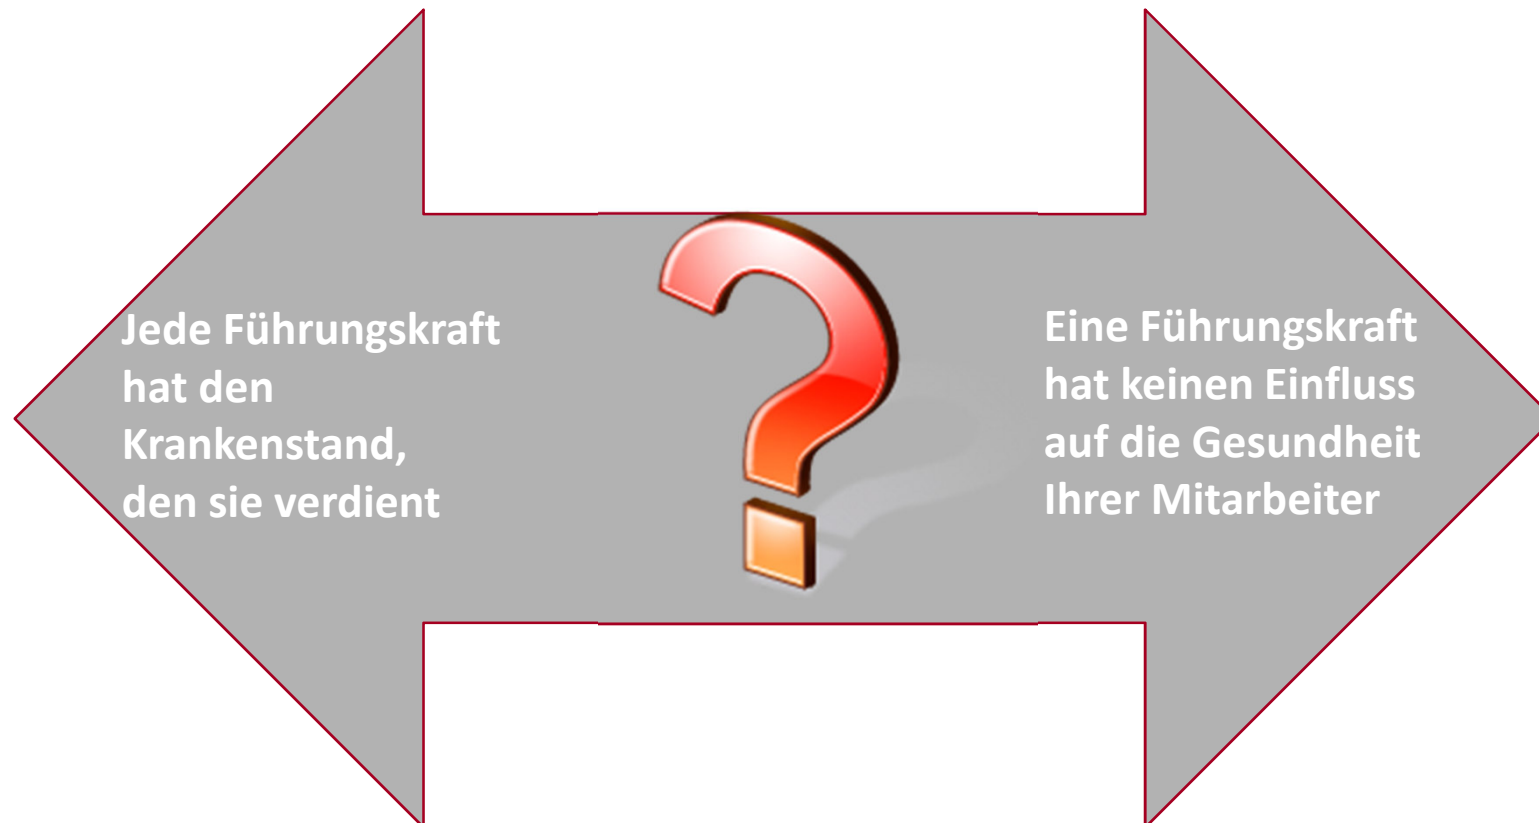 Jede Führungskraft
hat den
Krankenstand,
den sie verdient
Eine Führungskraft
hat keinen Einfluss
auf die Gesundheit
Ihrer Mitarbeiter